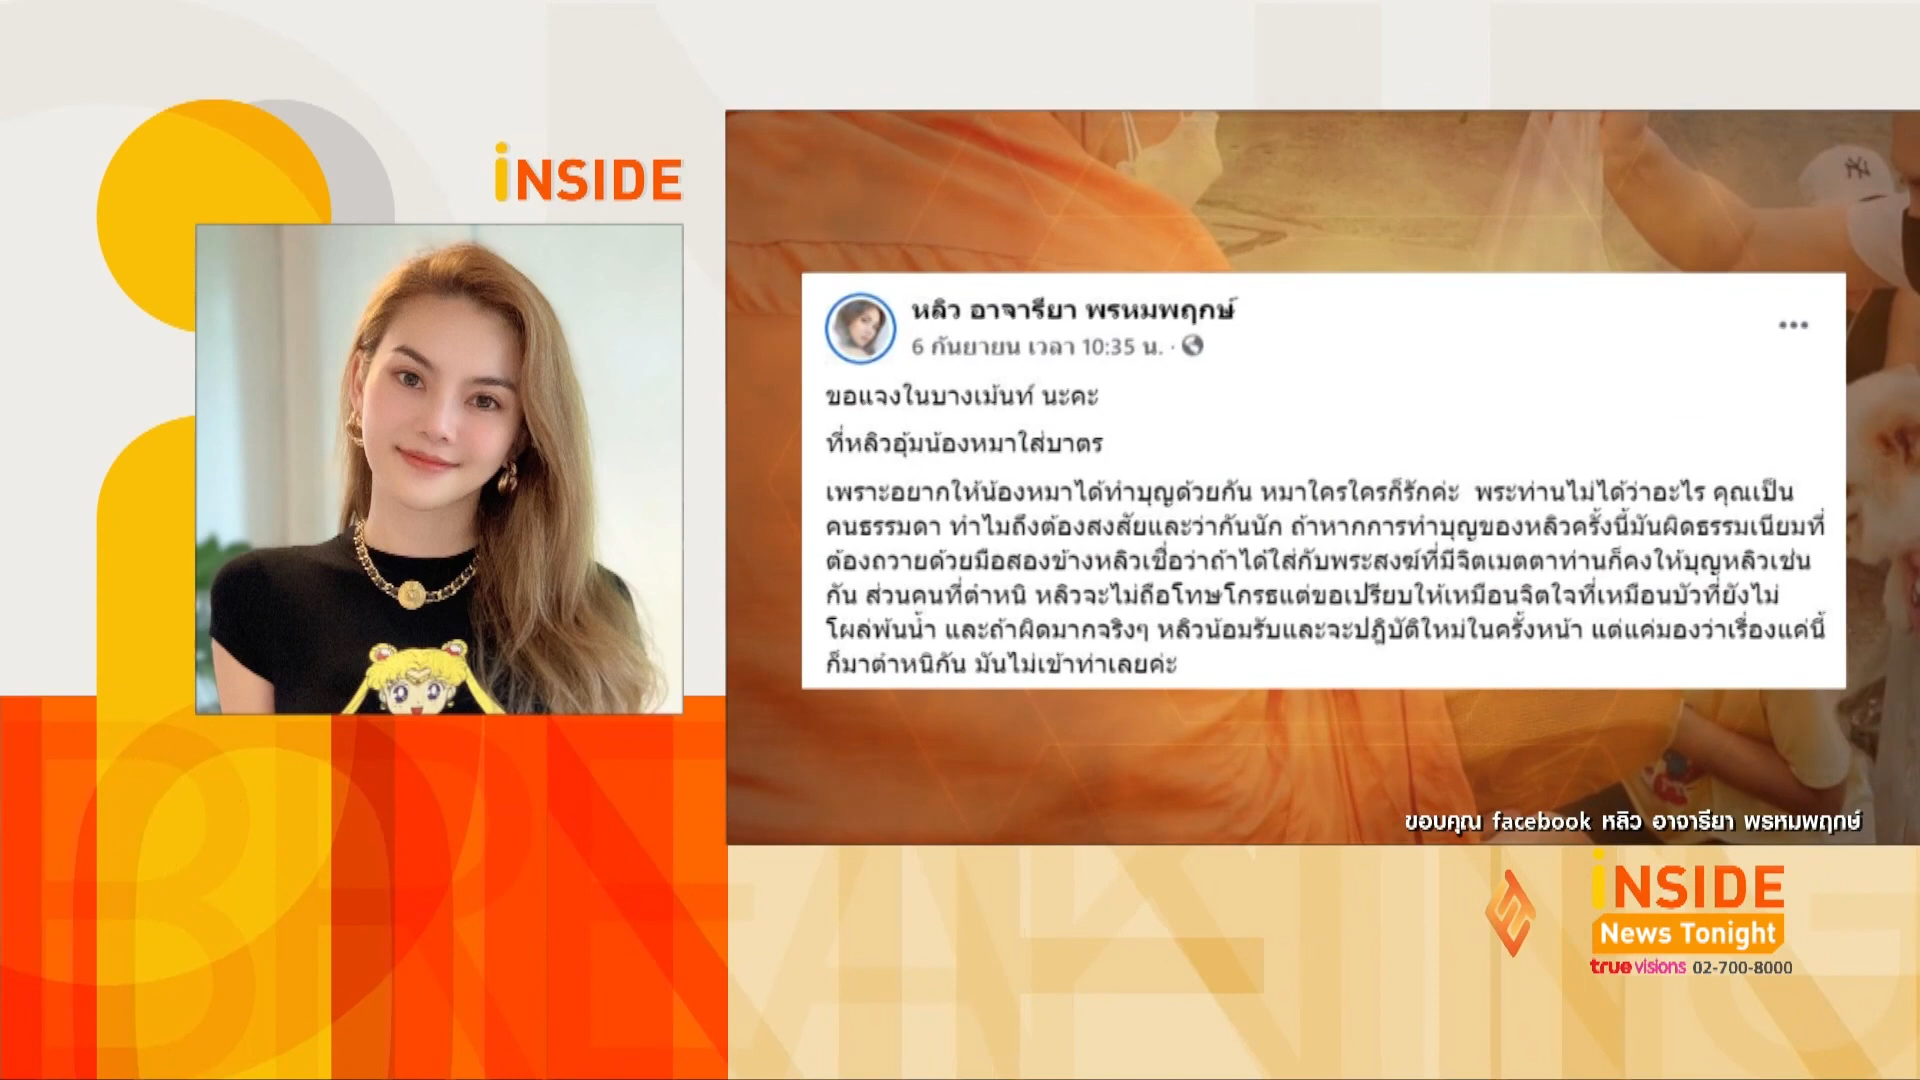 iNSIDE
หลิว อาจารียา พรหมพฤกษ์
6 กันยายน เวลา 10:35 น.
ขอแจงในบางเม้นท์ นะคะ
ที่หลิวอุ้มน้องหมาใส่บาตร
เพราะอยากให้น้องหมาได้ทำบุญด้วยกัน หมาใครใครก็รักค่ะ พระท่านไม่ได้ว่าอะไร คุณเป็น
คนธรรมดา ทำไมถึงต้องสงสัยและว่ากันนัก ถ้าหากการทำบุญของหลิวครั้งนี้มันผิดธรรมเนียมที่
ต้องถวายด้วยมือสองข้างหลิวเชื่อว่าถ้าได้ใส่กับพระสงฆ์ที่มีจิตเมตตาท่านก็คงให้บุญหลิวเช่น
กัน ส่วนคนที่ตำหนิ หลิวจะไม่ถือโทษโกรธแต่ขอเปรียบให้เหมือนจิตใจที่เหมือนบัวที่ยังไม่
โผล่พ้นน้ำ และถ้าผิดมากจริงๆ หลิวน้อมรับและจะปฏิบัติใหม่ในครั้งหน้า แต่แค่มองว่าเรื่องแค่นี้
ก็มาตำหนิกัน มันไม่เข้าท่าเลยค่ะ
ขอบคุณ facebook หลิว อาจารียา พรหมพฤกษ์
iNSIDE
News Tonight
truevisions 02-700-8000
NY
BREAKING